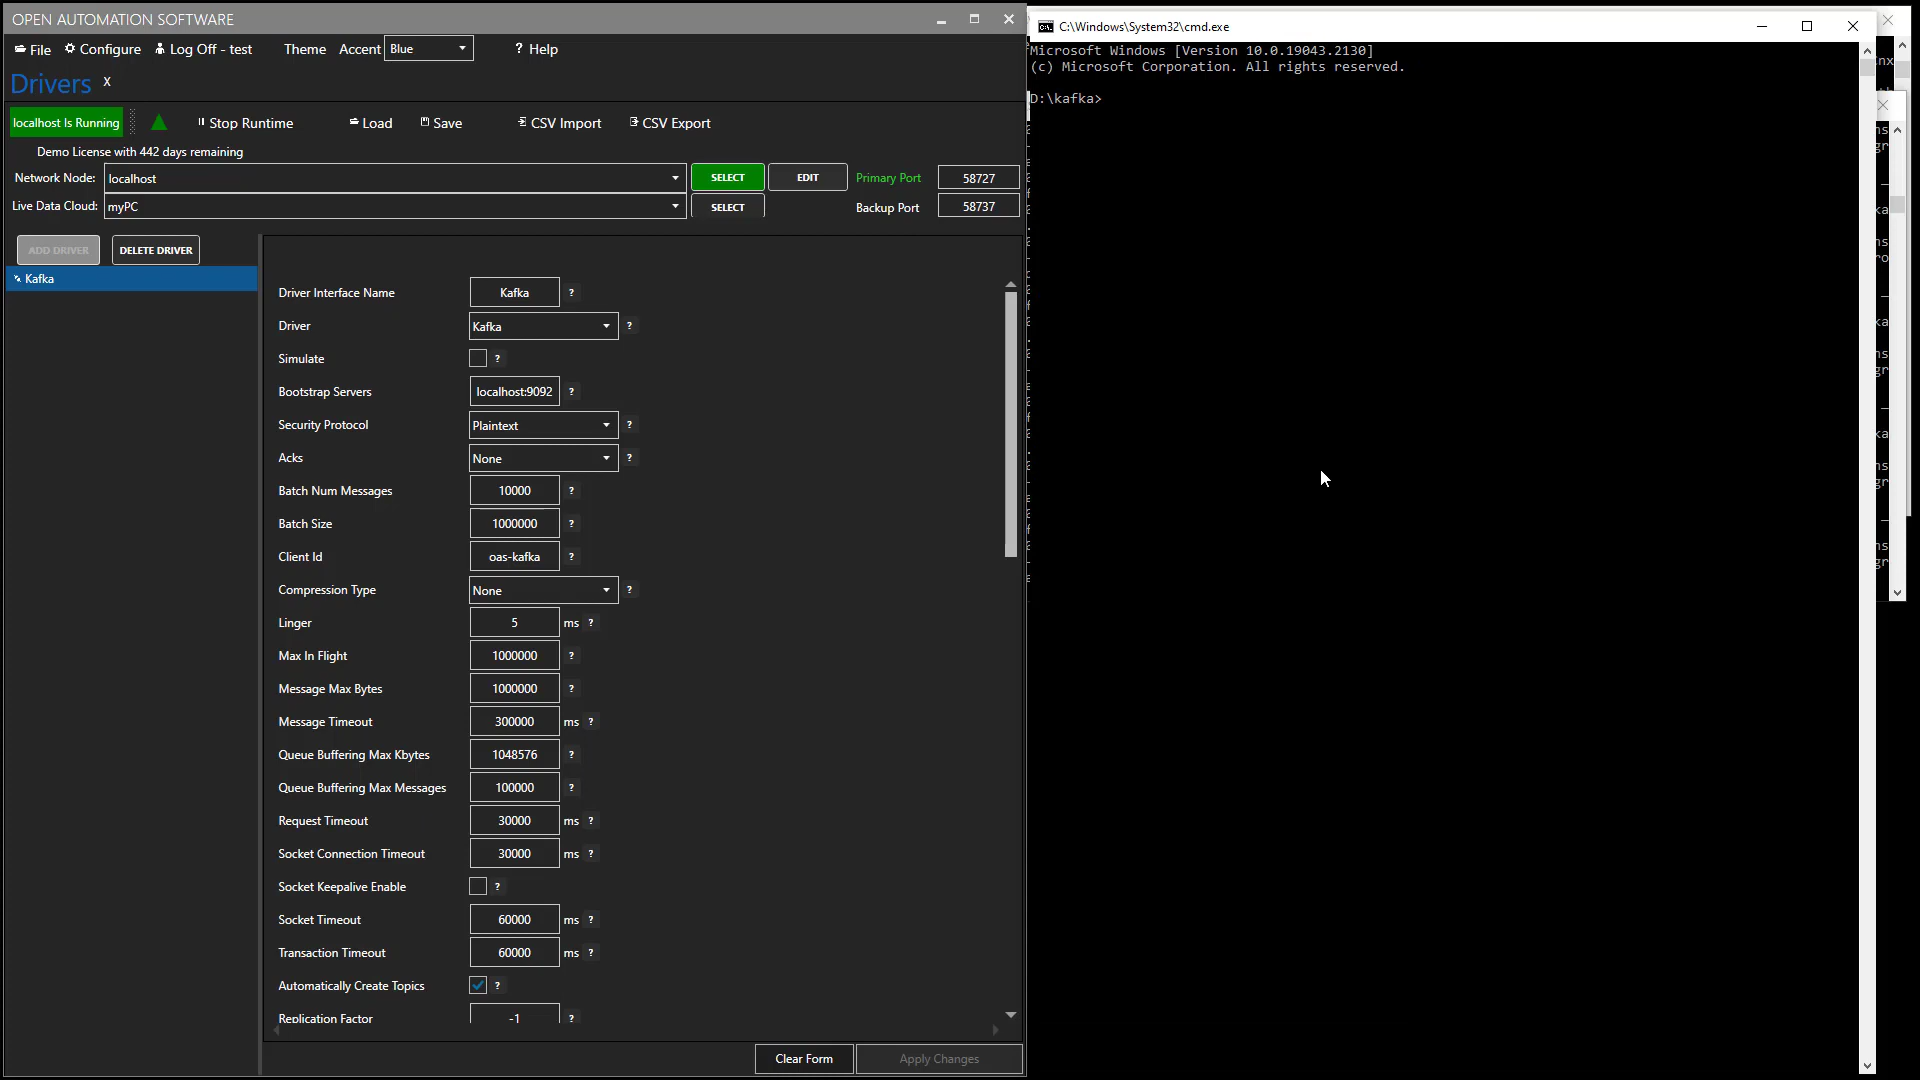 OPEN AUTOMATION SOFTWARE
File Configure Log Off - test Theme Accent Blue ? Help
Drivers X
localhost Is Running Stop Runtime Load Save CSV Import CSV Export
Demo License with 442 days remaining
Network Node: localhost SELECT EDIT Primary Port 58727
Live Data Cloud: myPC SELECT Backup Port 58737
ADD DRIVER DELETE DRIVER
Kafka
Driver Interface Name Kafka ?
Driver Kafka ?
Simulate ?
Bootstrap Servers localhost:9092 ?
Security Protocol Plaintext ?
Acks None ?
Batch Num Messages 10000 ?
Batch Size 1000000 ?
Client Id oas-kafka ?
Compression Type None ?
Linger 5 ms ?
Max In Flight 1000000 ?
Message Max Bytes 1000000 ?
Message Timeout 300000 ms ?
Queue Buffering Max Kbytes 1048576 ?
Queue Buffering Max Messages 100000 ?
Request Timeout 30000 ms ?
Socket Connection Timeout 30000 ms ?
Socket Keepalive Enable ?
Socket Timeout 60000 ms ?
Transaction Timeout 60000 ms ?
Automatically Create Topics ?
Replication Factor -1 ?
Clear Form Apply Changes
C:\Windows\System32\cmd.exe
Microsoft Windows [Version 10.0.19043.2130]
(c) Microsoft Corporation. All rights reserved.
D:\kafka>